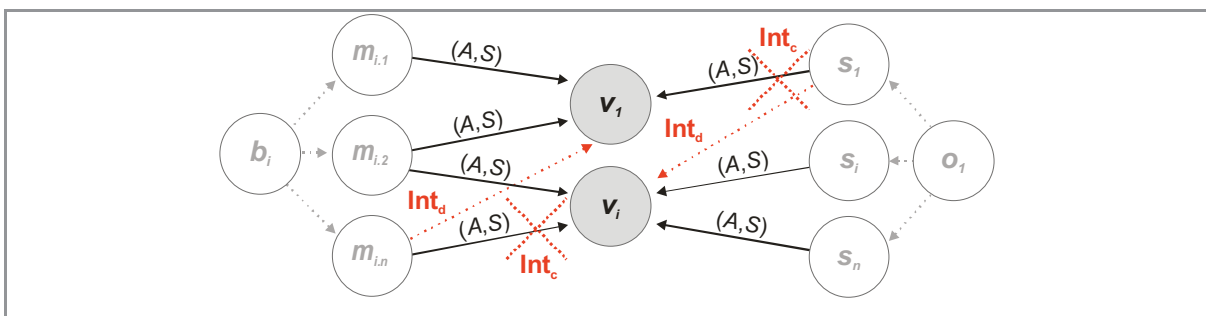 m_{i.1} (A,S) v_1 (A,S) Int_c s_1
b_i m_{i.2} (A,S) (A,S) v_i Int_d (A,S) s_i o_1
Int_d
m_{i.n} (A,S) Int_c (A,S) s_n